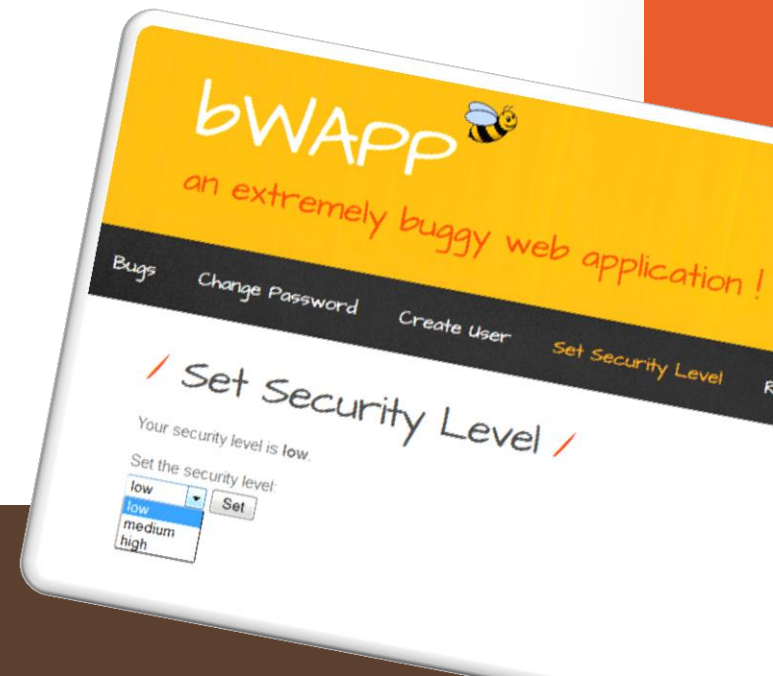 bWAPP
an extremely buggy web application !
Bugs Change Password Create User Set Security Level
/ Set Security Level /
Your security level is low.
Set the security level:
low Set
low
medium
high